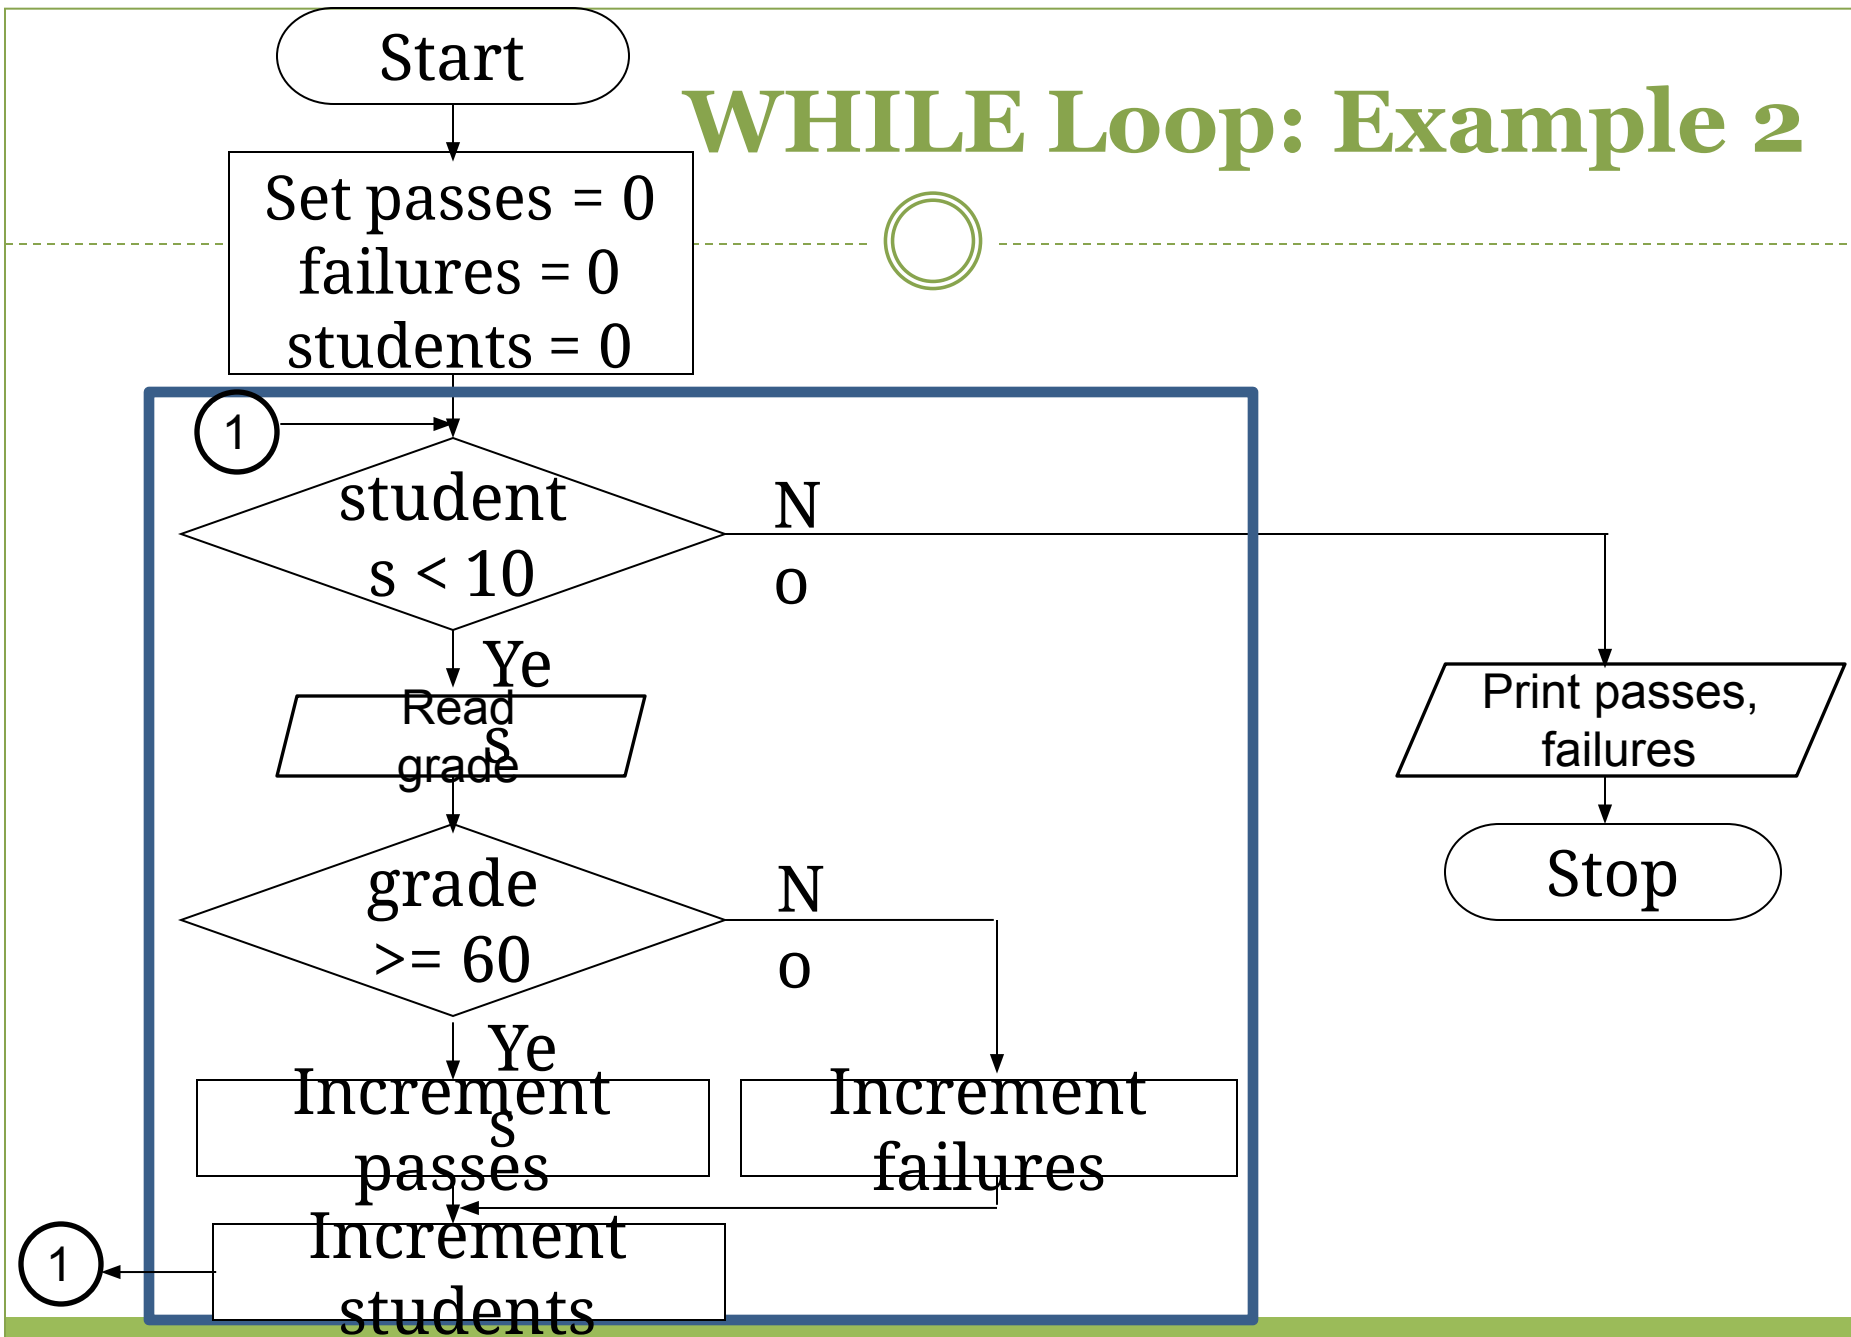 Start
WHILE Loop: Example 2
Set passes = 0
failures = 0
students = 0
1
student
s < 10
N
o
Ye
s
Read
grade
Print passes,
failures
Stop
grade
>= 60
N
o
Ye
s
Increment
passes
Increment
failures
Increment
students
1